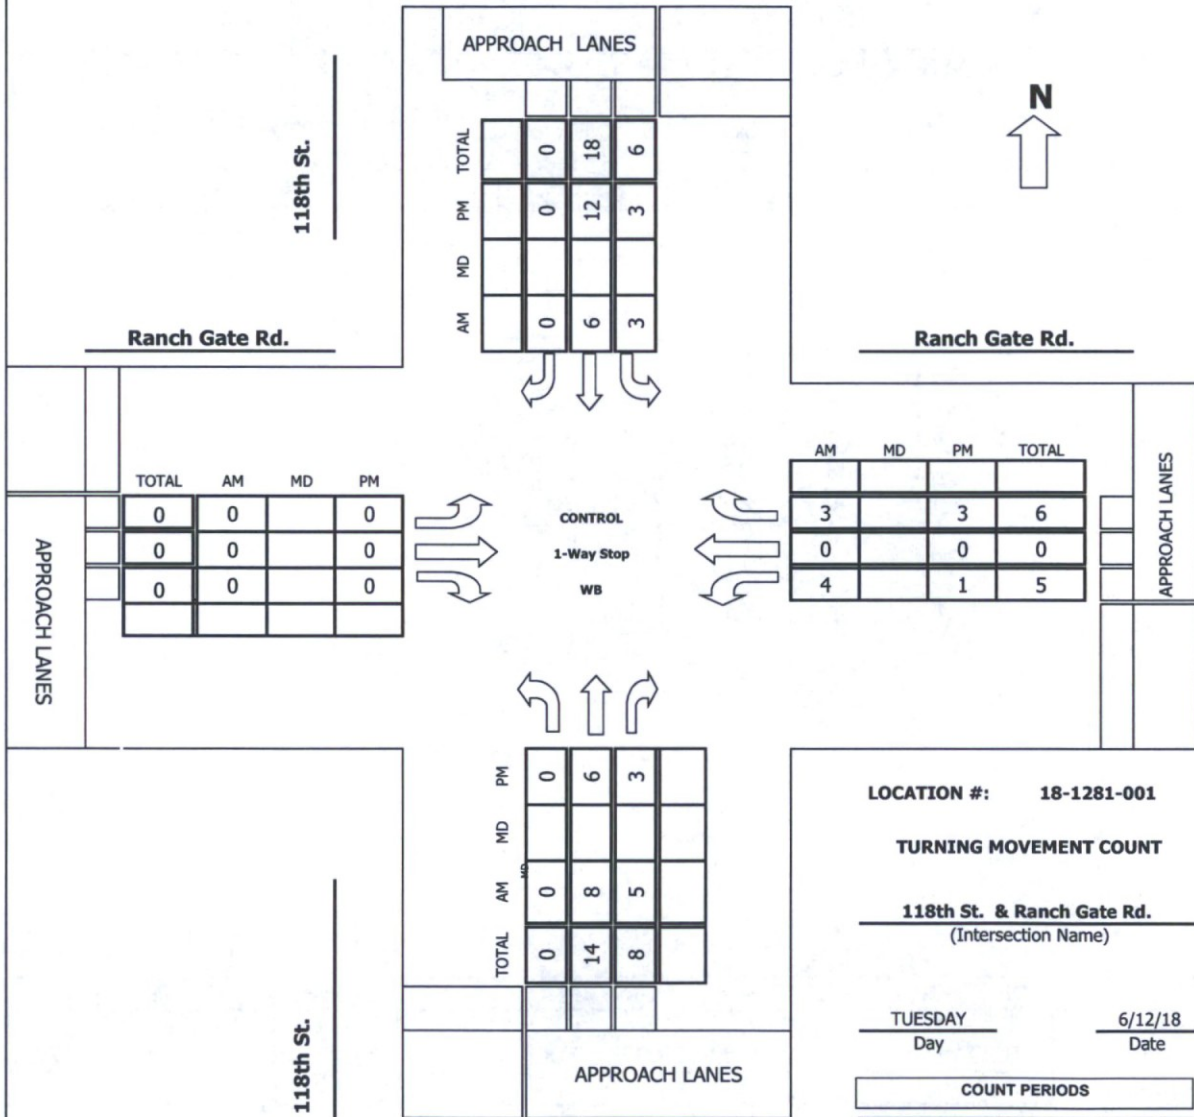 APPROACH LANES
N
118th St.
TOTAL 0 18 6
PM 0 12 3
MD
AM 0 6 3
Ranch Gate Rd.
Ranch Gate Rd.
AM MD PM TOTAL
3 3 6
0 0 0
4 1 5
APPROACH LANES
TOTAL AM MD PM
0 0 0
0 0 0
0 0 0
APPROACH LANES
CONTROL
1-Way Stop
WB
PM 0 6 3
MD
MD
AM 0 8 5
TOTAL 0 14 8
118th St.
APPROACH LANES
LOCATION #: 18-1281-001
TURNING MOVEMENT COUNT
118th St. & Ranch Gate Rd.
(Intersection Name)
TUESDAY 6/12/18
Day Date
COUNT PERIODS